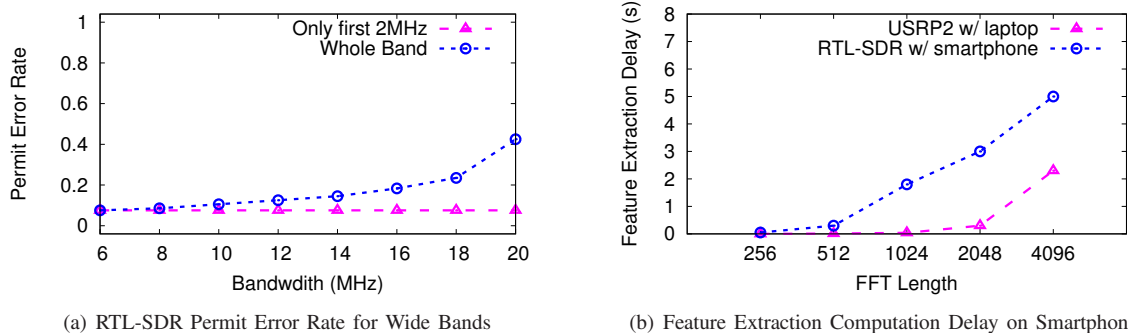 Only first 2MHz
Whole Band
Permit Error Rate
1
0.8
0.6
0.4
0.2
0
6 8 10 12 14 16 18 20
Bandwdith (MHz)
(a) RTL-SDR Permit Error Rate for Wide Bands
USRP2 w/ laptop
RTL-SDR w/ smartphone
Feature Extraction Delay (s)
8
7
6
5
4
3
2
1
0
256 512 1024 2048 4096
FFT Length
(b) Feature Extraction Computation Delay on Smartphon